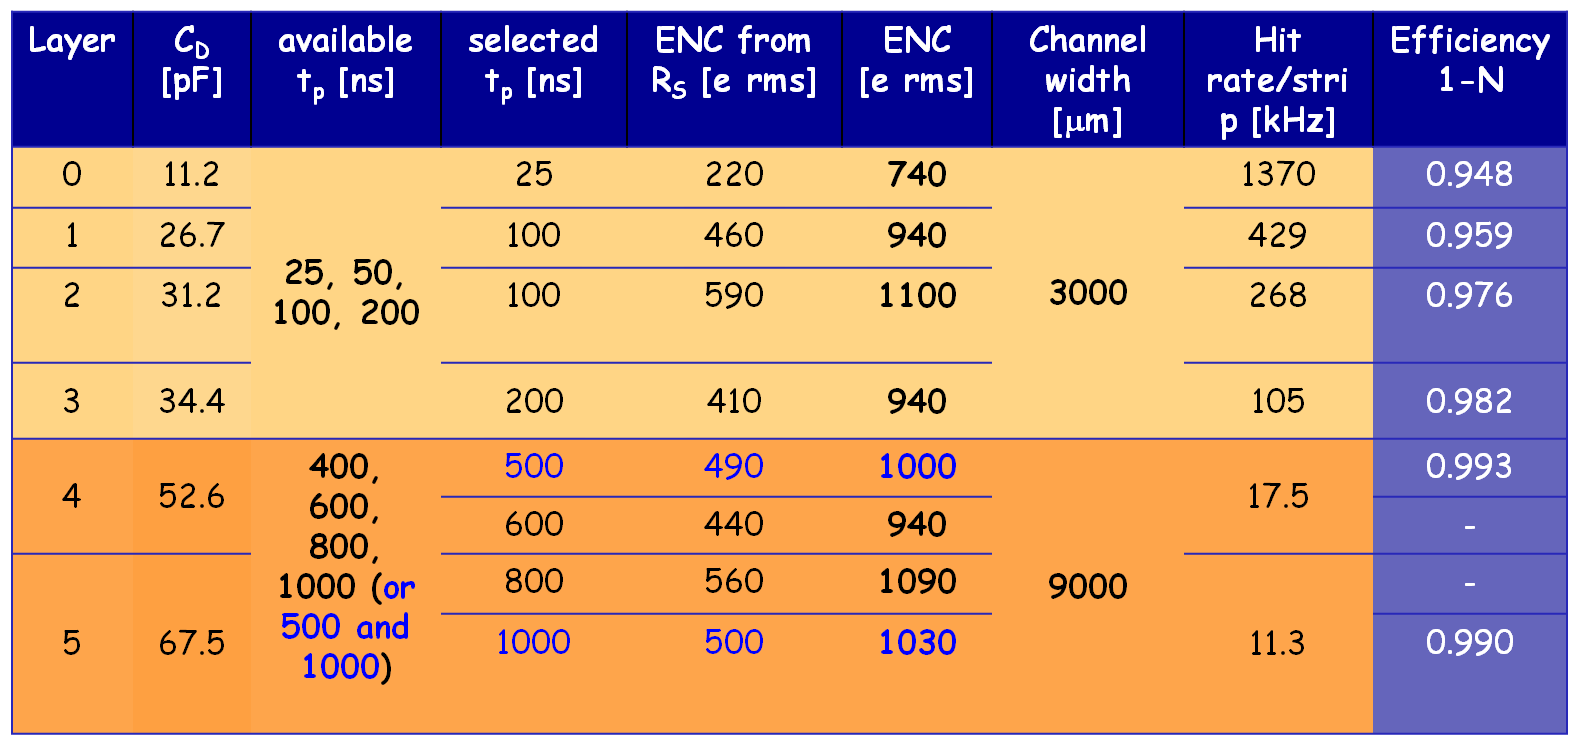 Layer
C_D
[pF]
available
t_p [ns]
selected
t_p [ns]
ENC from
R_S [e rms]
ENC
[e rms]
Channel
width
[μm]
Hit
rate/stri
p [kHz]
Efficiency
1-N
0
11.2
25, 50,
100, 200
25
220
740
3000
1370
0.948
1
26.7
100
460
940
429
0.959
2
31.2
100
590
1100
268
0.976
3
34.4
200
410
940
105
0.982
4
52.6
400,
600,
800,
1000 (or
500 and
1000)
500
490
1000
9000
17.5
0.993
600
440
940
-
5
67.5
800
560
1090
11.3
-
1000
500
1030
0.990